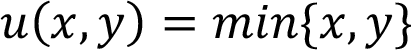 u(x, y) = min{x, y}